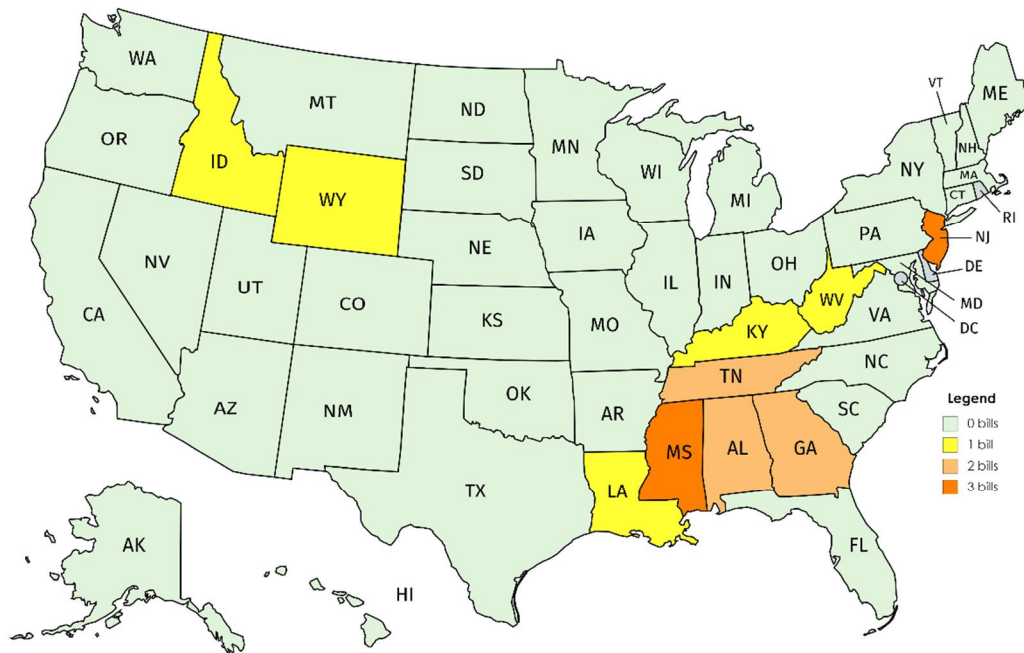 WA
OR
CA
NV
ID
MT
WY
UT
AZ
CO
NM
ND
SD
NE
KS
OK
TX
MN
IA
MO
AR
LA
WI
IL
MI
IN
OH
KY
TN
MS
AL
GA
FL
SC
NC
VA
WV
PA
NY
VT
NH
ME
MA
CT
RI
NJ
DE
MD
DC
AK
HI
Legend
0 bills
1 bill
2 bills
3 bills